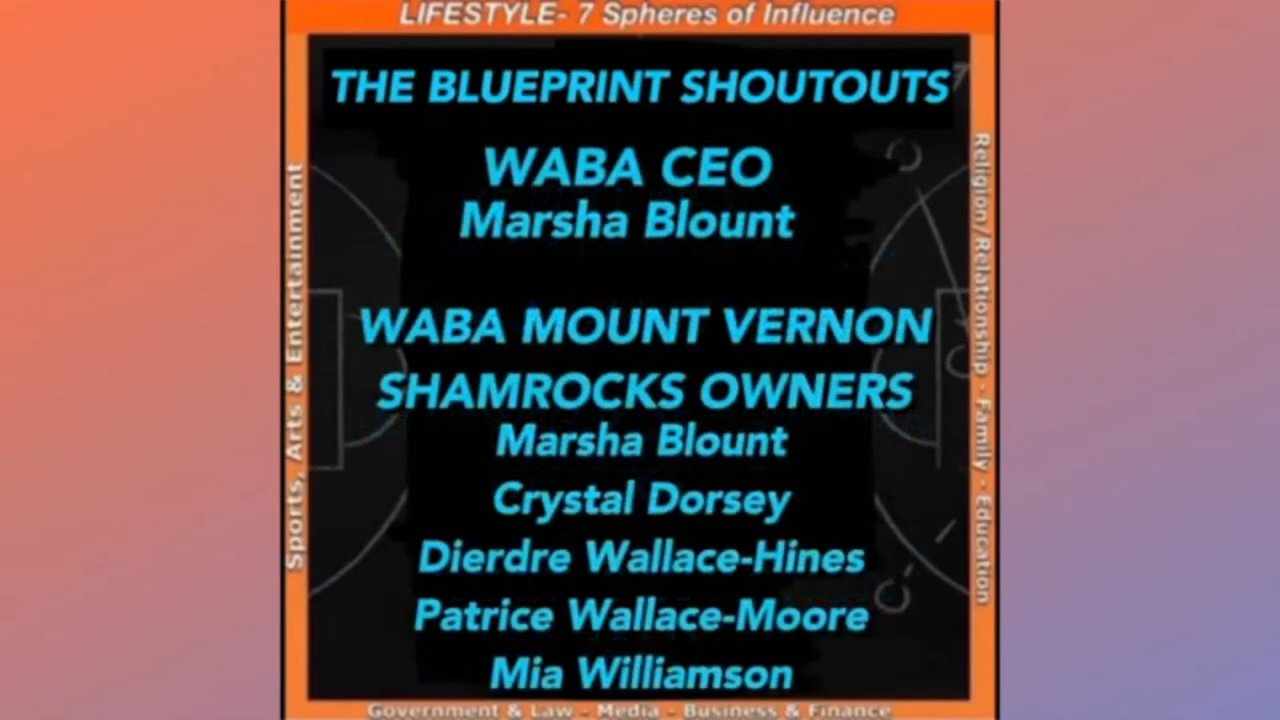 LIFESTYLE- 7 Spheres of Influence
THE BLUEPRINT SHOUTOUTS
WABA CEO
Marsha Blount
WABA MOUNT VERNON
SHAMROCKS OWNERS
Marsha Blount
Crystal Dorsey
Dierdre Wallace-Hines
Patrice Wallace-Moore
Mia Williamson
Sports, Arts & Entertainment
Religion/Relationship - Family - Education
Government & Law - Media - Business & Finance